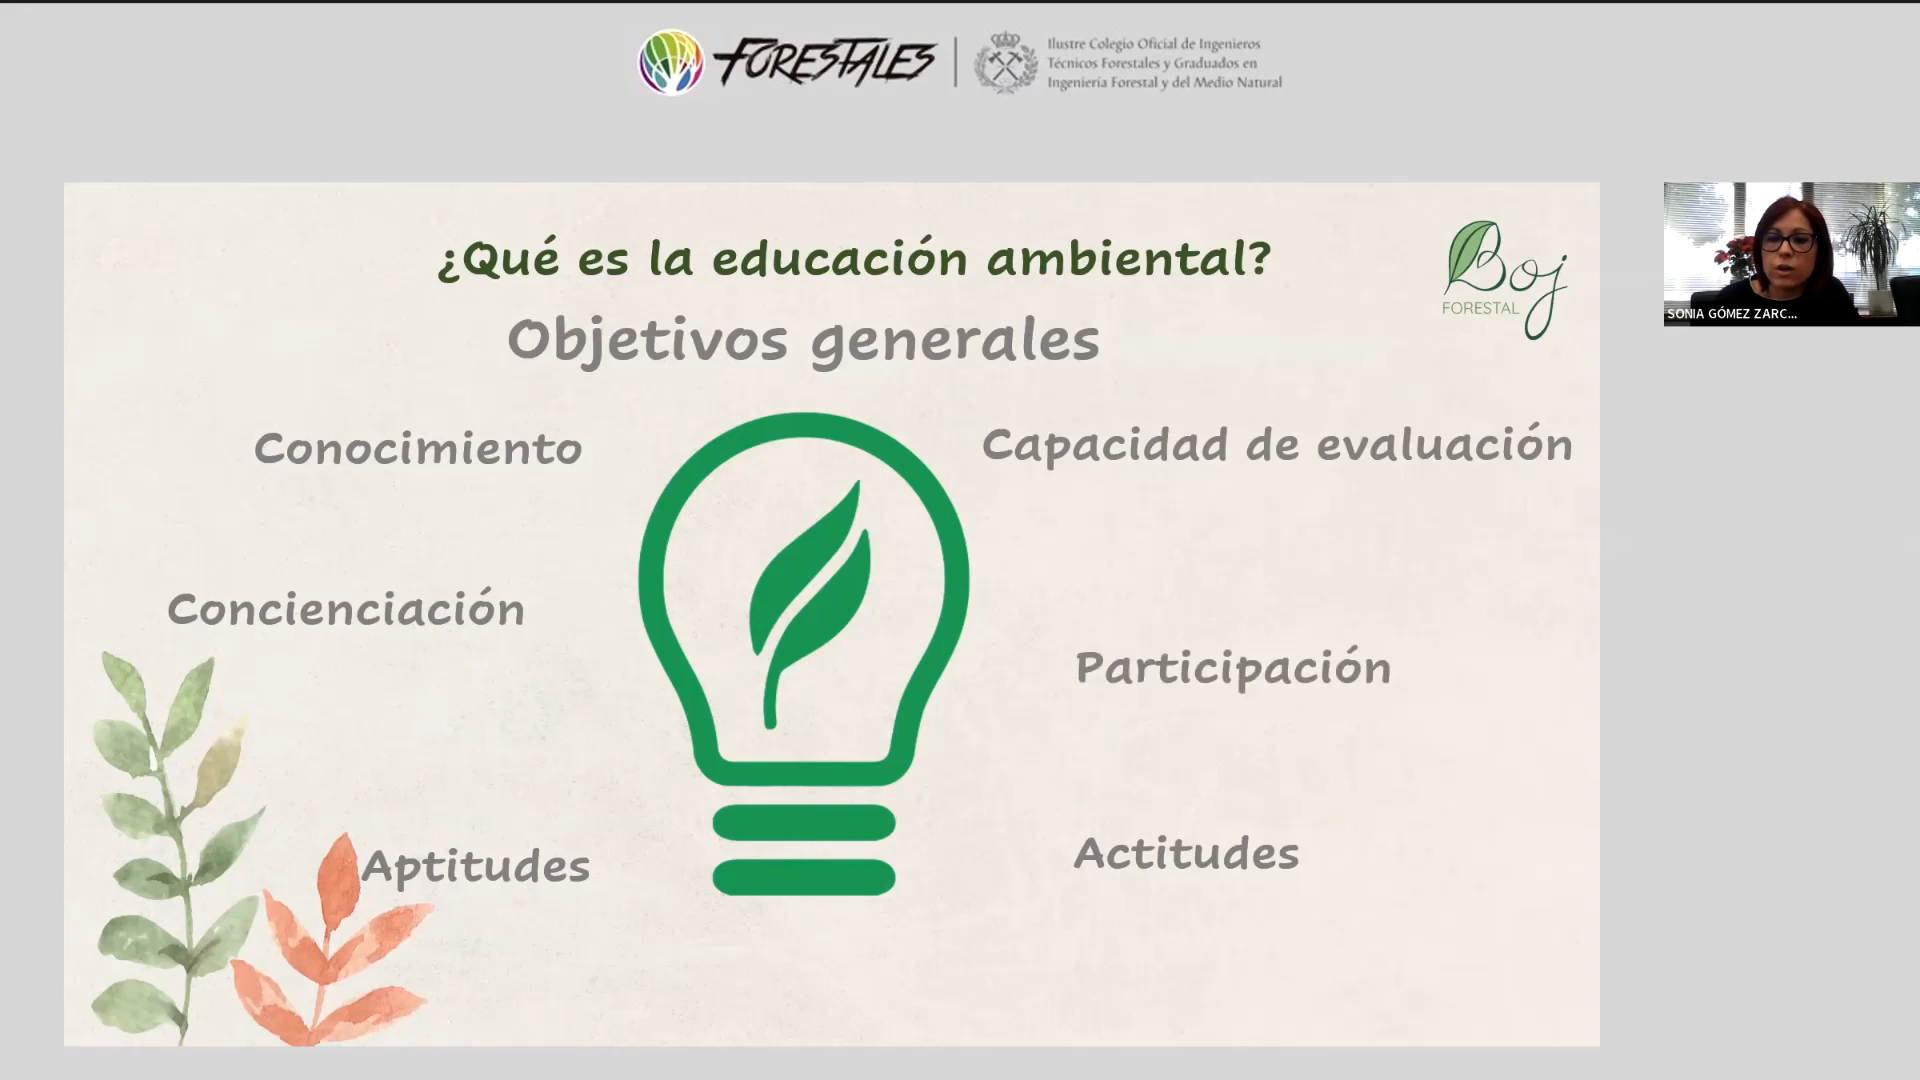 FORESTALES
Ilustre Colegio Oficial de Ingenieros
Técnicos Forestales y Graduados en
Ingeniería Forestal y del Medio Natural
¿Qué es la educación ambiental?
Objetivos generales
Boj
FORESTAL
SONIA GÓMEZ ZARC...
Conocimiento
Capacidad de evaluación
Concienciación
Participación
Aptitudes
Actitudes